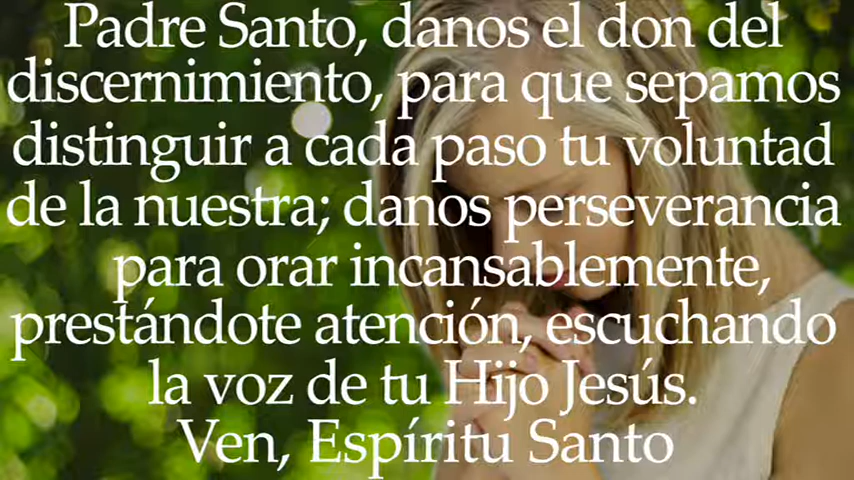 Padre Santo, danos el don del
discernimiento, para que sepamos
distinguir a cada paso tu voluntad
de la nuestra; danos perseverancia
para orar incansablemente,
prestándote atención, escuchando
la voz de tu Hijo Jesús.
Ven, Espíritu Santo